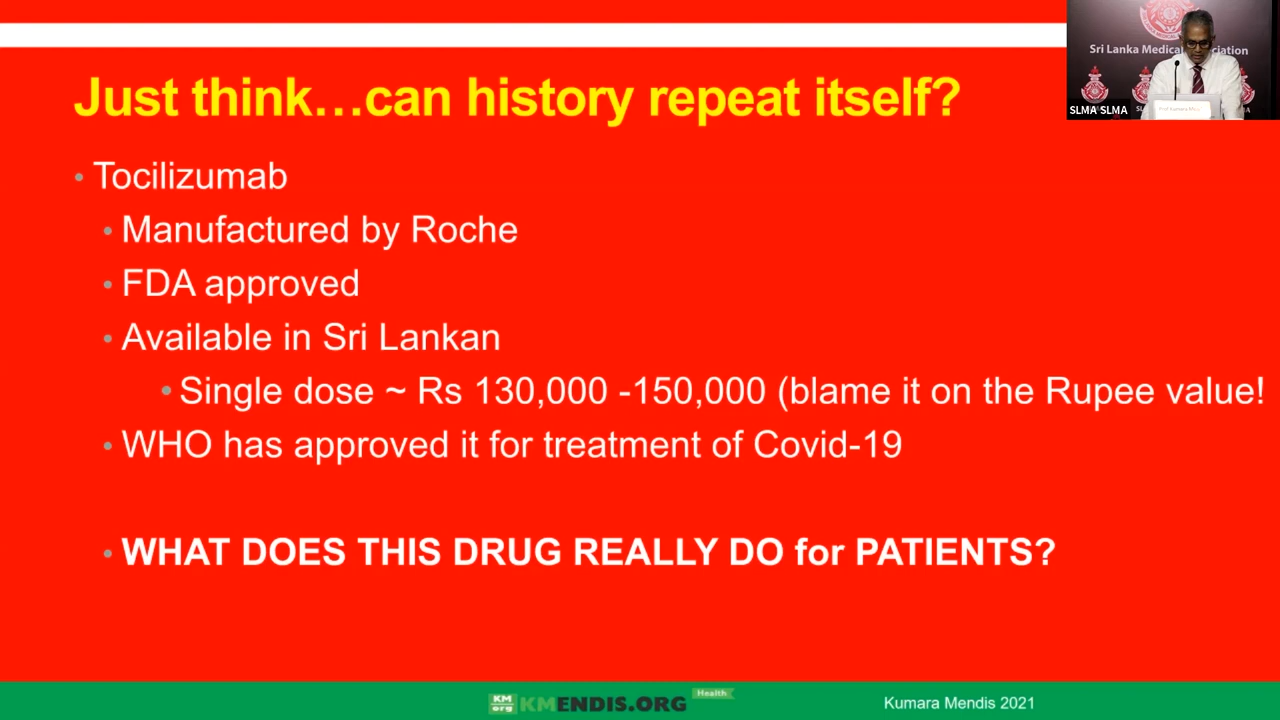 Just think…can history repeat itself?
• Tocilizumab
• Manufactured by Roche
• FDA approved
• Available in Sri Lankan
• Single dose ~ Rs 130,000 -150,000 (blame it on the Rupee value!
• WHO has approved it for treatment of Covid-19
• WHAT DOES THIS DRUG REALLY DO for PATIENTS?
Sri Lanka Medical
SLMA SLMA
KM
org
KMENDIS.ORG
Health
Kumara Mendis 2021